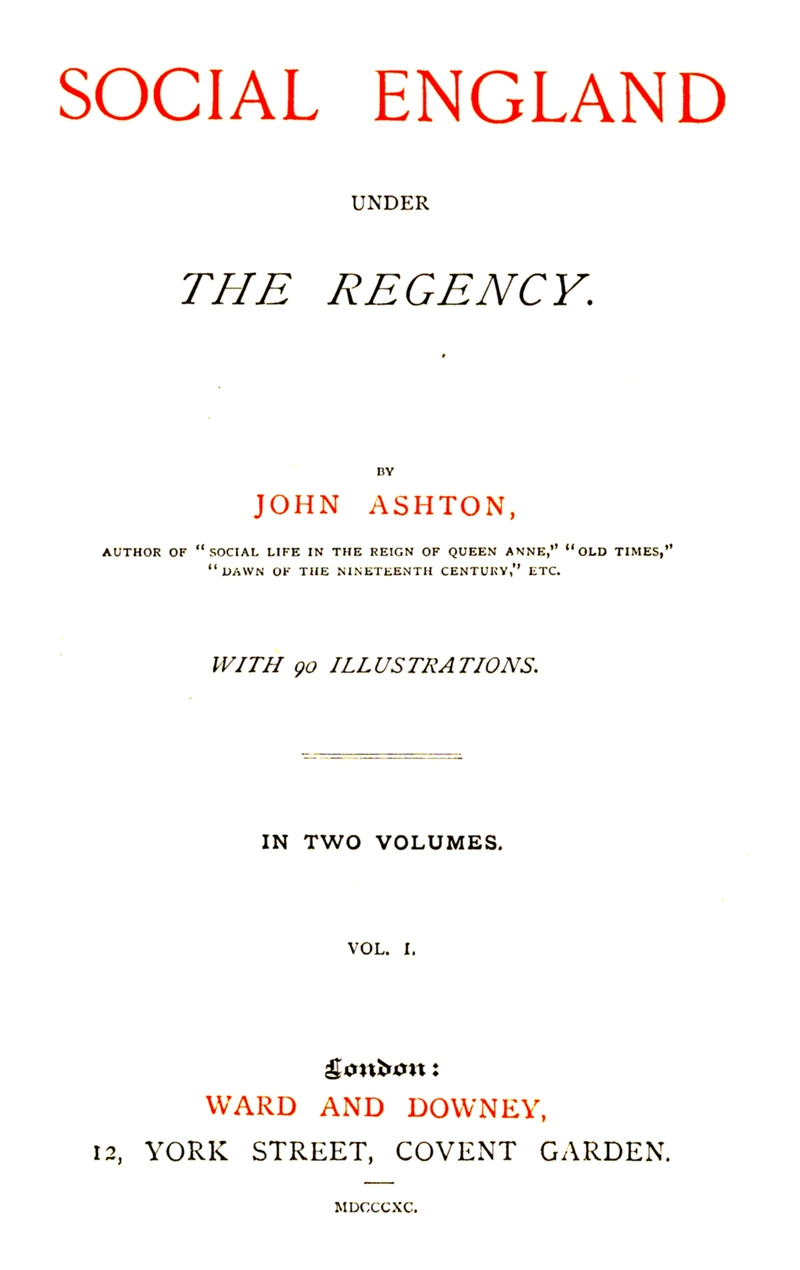 SOCIAL ENGLAND
UNDER
THE REGENCY.
BY
JOHN ASHTON,
AUTHOR OF “SOCIAL LIFE IN THE REIGN OF QUEEN ANNE,” “OLD TIMES,”
“DAWN OF THE NINETEENTH CENTURY,” ETC.
WITH 90 ILLUSTRATIONS.
IN TWO VOLUMES.
VOL. I.
London:
WARD AND DOWNEY,
12, YORK STREET, COVENT GARDEN.
MDCCCXC.